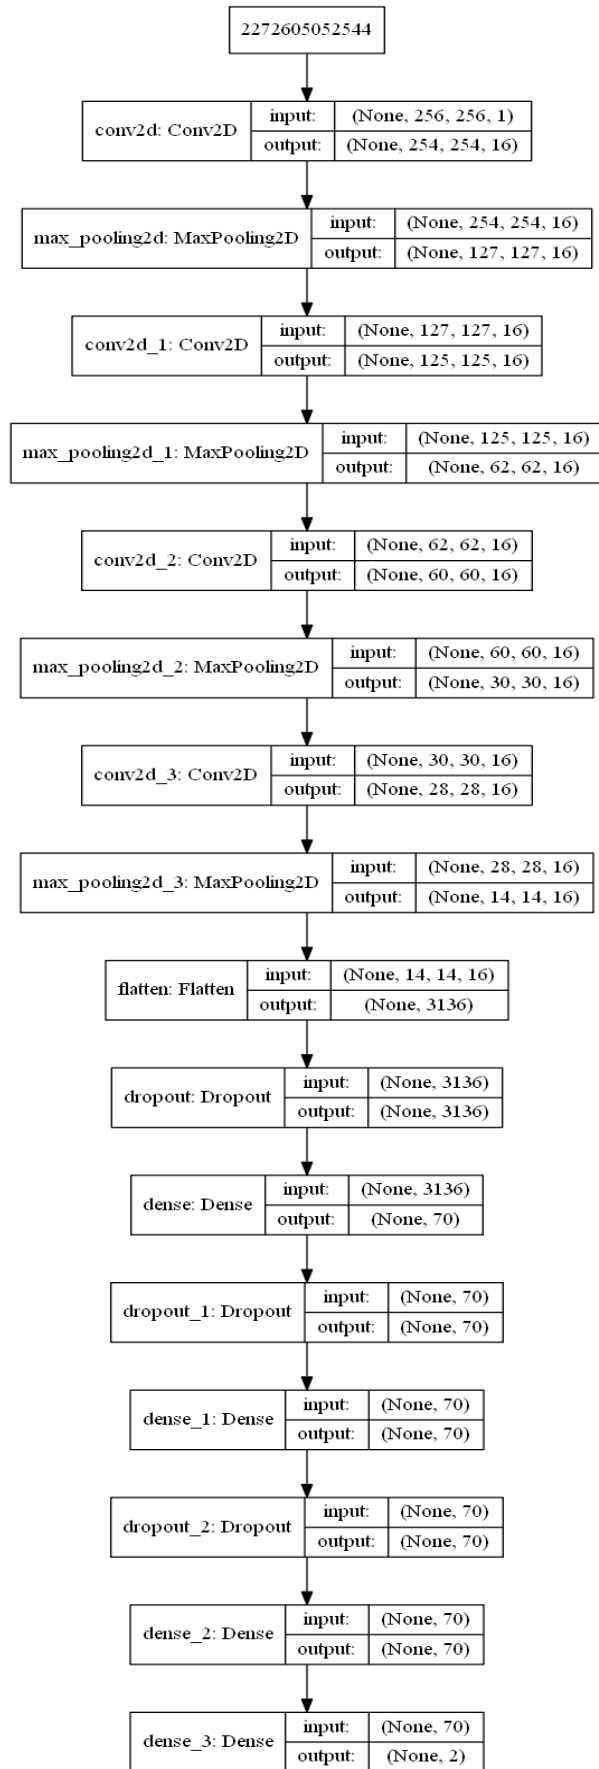 2272605052544
conv2d: Conv2D
input: (None, 256, 256, 1)
output: (None, 254, 254, 16)
max_pooling2d: MaxPooling2D
input: (None, 254, 254, 16)
output: (None, 127, 127, 16)
conv2d_1: Conv2D
input: (None, 127, 127, 16)
output: (None, 125, 125, 16)
max_pooling2d_1: MaxPooling2D
input: (None, 125, 125, 16)
output: (None, 62, 62, 16)
conv2d_2: Conv2D
input: (None, 62, 62, 16)
output: (None, 60, 60, 16)
max_pooling2d_2: MaxPooling2D
input: (None, 60, 60, 16)
output: (None, 30, 30, 16)
conv2d_3: Conv2D
input: (None, 30, 30, 16)
output: (None, 28, 28, 16)
max_pooling2d_3: MaxPooling2D
input: (None, 28, 28, 16)
output: (None, 14, 14, 16)
flatten: Flatten
input: (None, 14, 14, 16)
output: (None, 3136)
dropout: Dropout
input: (None, 3136)
output: (None, 3136)
dense: Dense
input: (None, 3136)
output: (None, 70)
dropout_1: Dropout
input: (None, 70)
output: (None, 70)
dense_1: Dense
input: (None, 70)
output: (None, 70)
dropout_2: Dropout
input: (None, 70)
output: (None, 70)
dense_2: Dense
input: (None, 70)
output: (None, 70)
dense_3: Dense
input: (None, 70)
output: (None, 2)